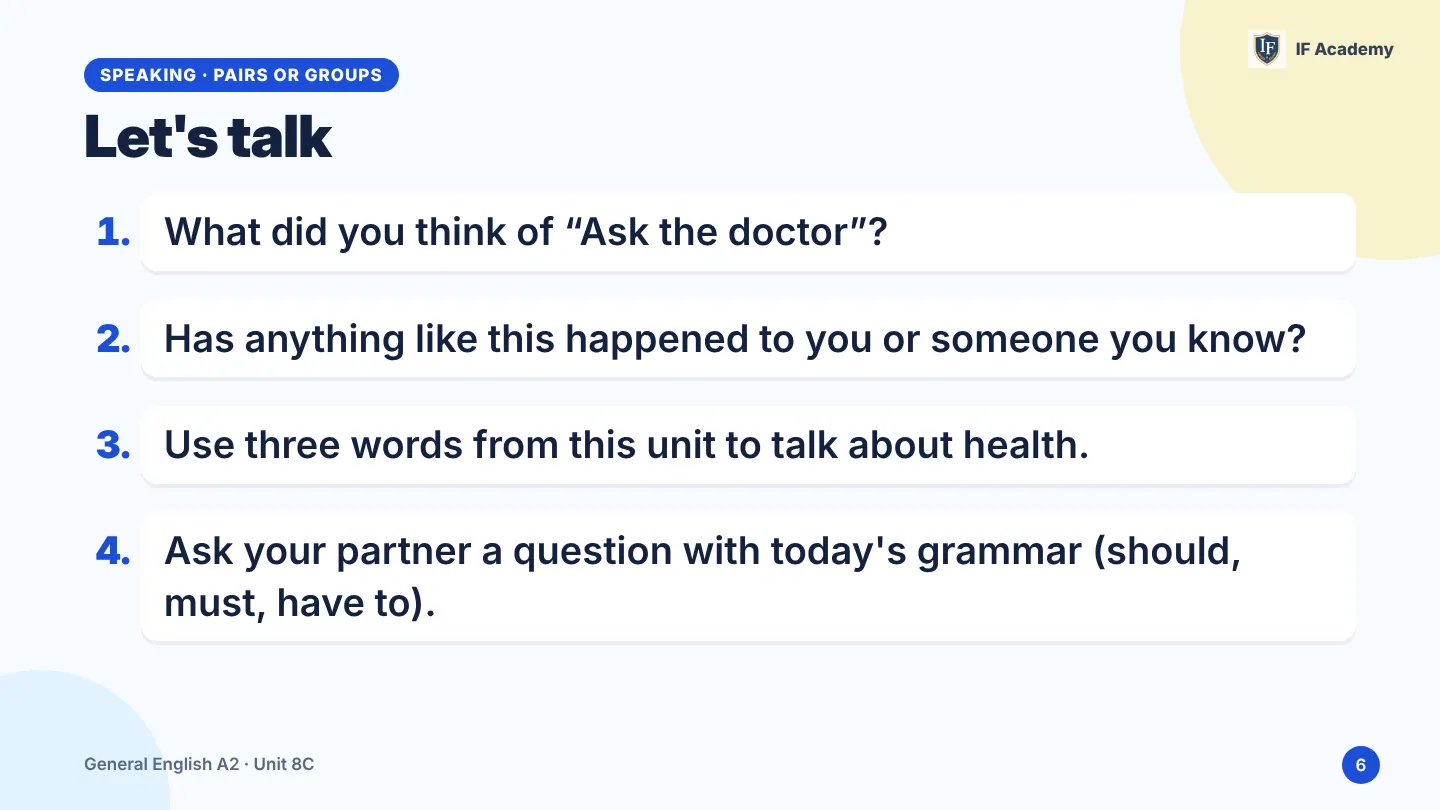 IF
IF Academy
SPEAKING · PAIRS OR GROUPS
Let's talk
1. What did you think of “Ask the doctor”?
2. Has anything like this happened to you or someone you know?
3. Use three words from this unit to talk about health.
4. Ask your partner a question with today's grammar (should,
must, have to).
General English A2 · Unit 8C
6